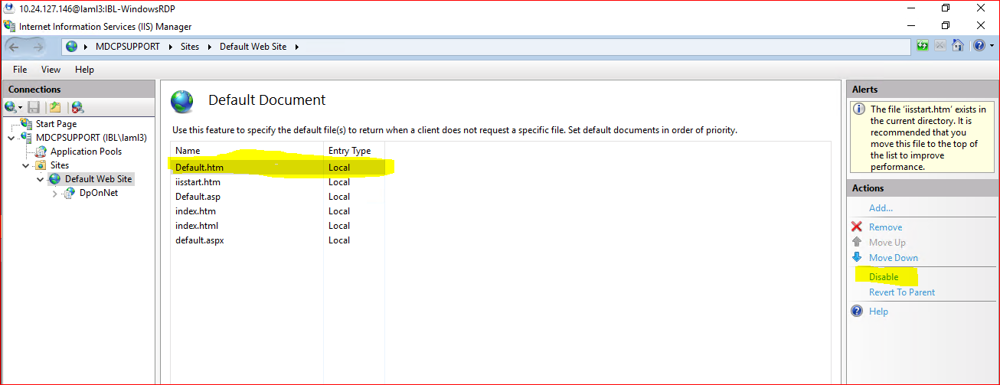 10.24.127.146@laml3:IBL-WindowsRDP
Internet Information Services (IIS) Manager
MDCPSUPPORT Sites Default Web Site
File View Help
Connections
Start Page
MDCPSUPPORT (IBL\laml3)
Application Pools
Sites
Default Web Site
DpOnNet
Default Document
Use this feature to specify the default file(s) to return when a client does not request a specific file. Set default documents in order of priority.
Name Entry Type
Default.htm Local
iisstart.htm Local
Default.asp Local
index.htm Local
index.html Local
default.aspx Local
Alerts
The file 'iisstart.htm' exists in
the current directory. It is
recommended that you
move this file to the top of
the list to improve
performance.
Actions
Add...
Remove
Move Up
Move Down
Disable
Revert To Parent
Help